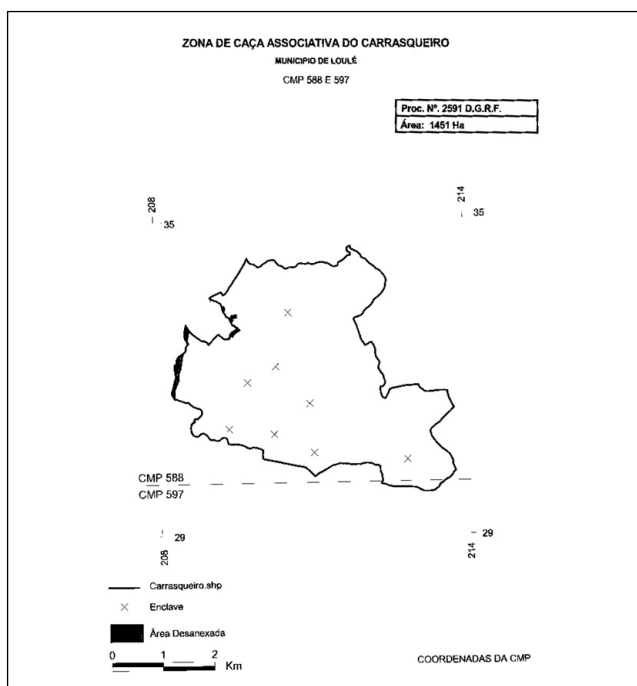 ZONA DE CAÇA ASSOCIATIVA DO CARRASQUEIRO
MUNICIPIO DE LOULÉ
CMP 588 E 597
Proc. Nº. 2591 D.G.R.F.
Área: 1451 Ha
208
35
214
35
CMP 588
CMP 597
29
208
29
214
Carrasqueiro.shp
Enclave
Área Desanexada
0 1 2
Km
COORDENADAS DA CMP